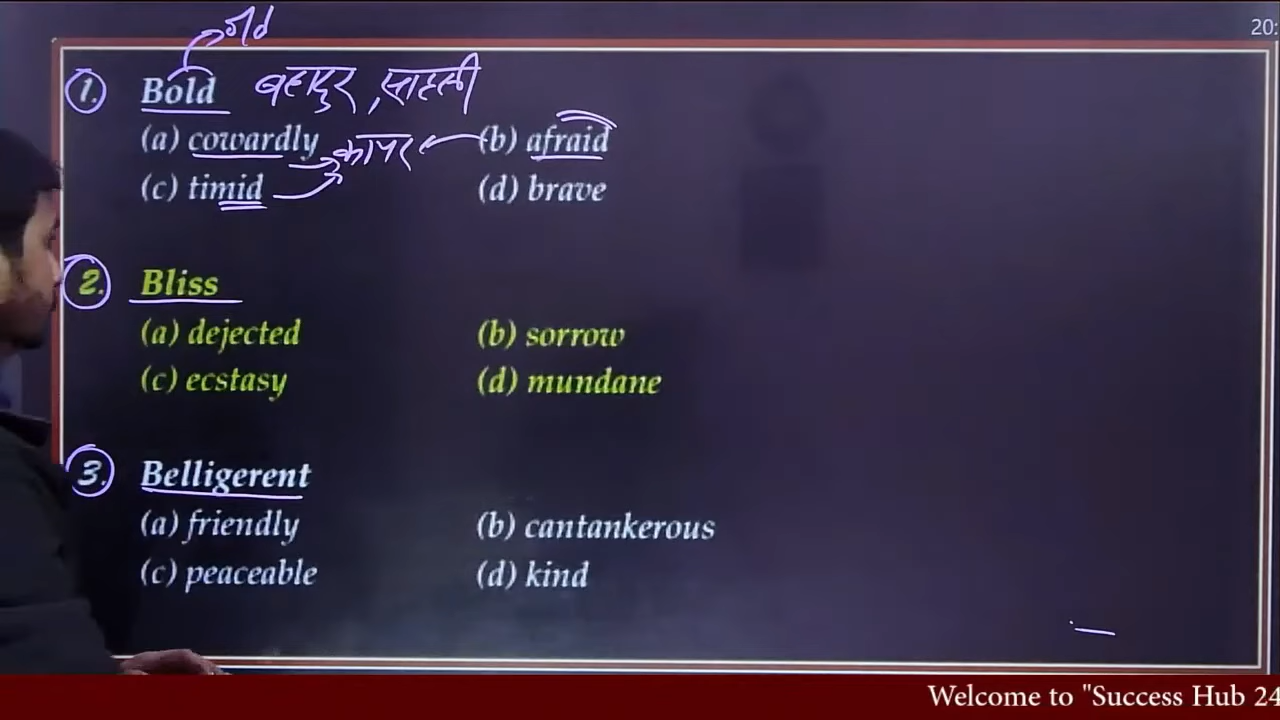 20:
old
1. Bold बहादुर, साहसी
(a) cowardly कायर (b) afraid
(c) timid (d) brave
2. Bliss
(a) dejected (b) sorrow
(c) ecstasy (d) mundane
3. Belligerent
(a) friendly (b) cantankerous
(c) peaceable (d) kind
Welcome to "Success Hub 24